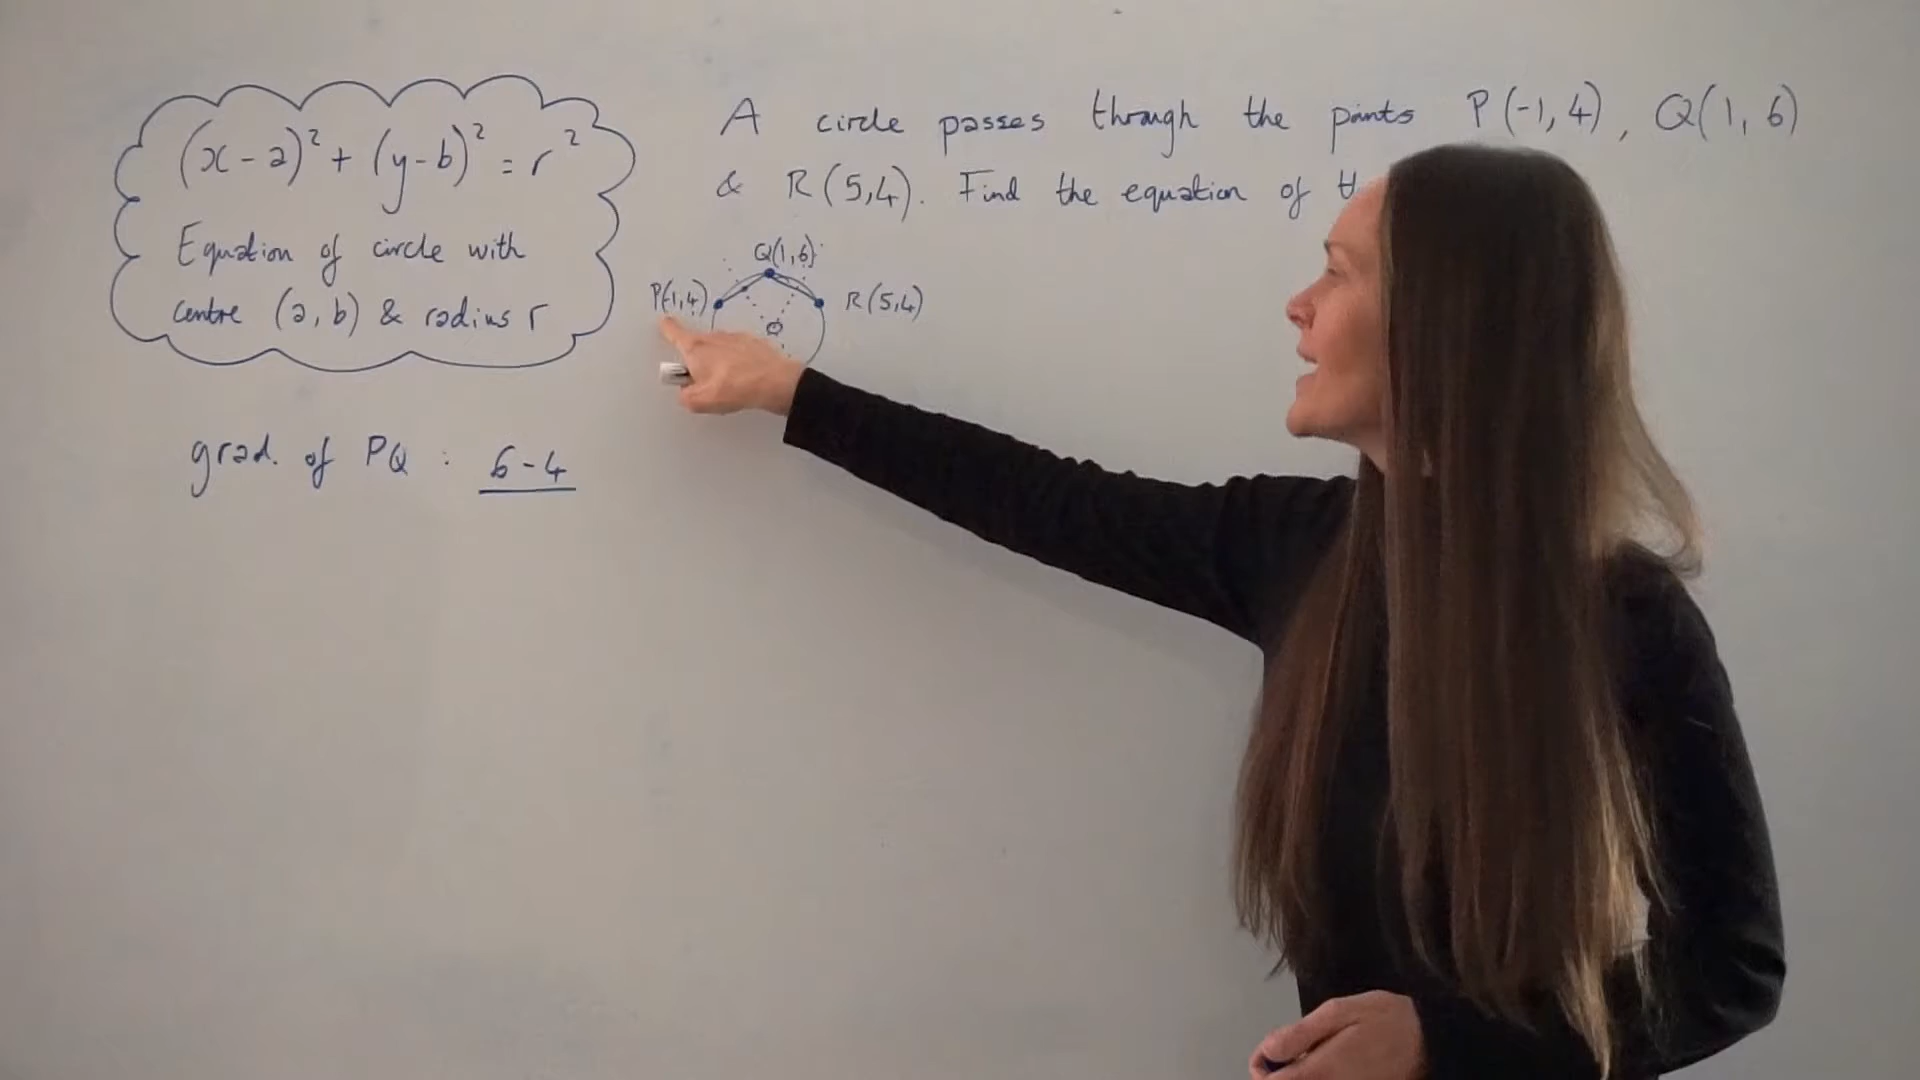 (x-a)² + (y-b)² = r²
Equation of circle with
centre (a, b) & radius r
A circle passes through the points P(-1, 4), Q(1, 6)
& R(5,4). Find the equation of
Q(1,6)
P(-1,4)
R(5,4)
grad. of PQ : 6-4